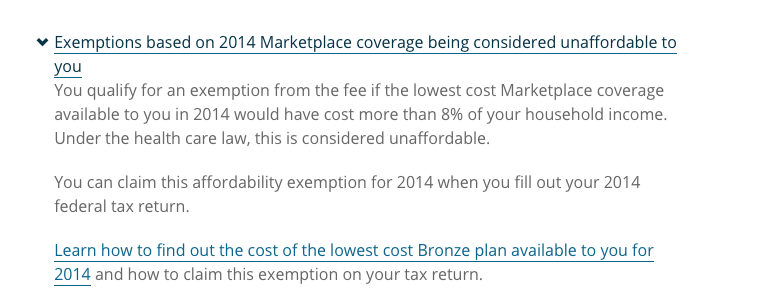 Exemptions based on 2014 Marketplace coverage being considered unaffordable to
you
You qualify for an exemption from the fee if the lowest cost Marketplace coverage
available to you in 2014 would have cost more than 8% of your household income.
Under the health care law, this is considered unaffordable.
You can claim this affordability exemption for 2014 when you fill out your 2014
federal tax return.
Learn how to find out the cost of the lowest cost Bronze plan available to you for
2014 and how to claim this exemption on your tax return.